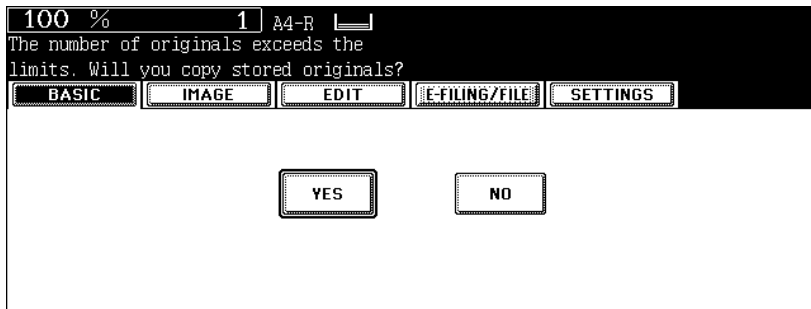 100 % 1 A4-R
The number of originals exceeds the
limits. Will you copy stored originals?
BASIC IMAGE EDIT E-FILING/FILE SETTINGS
YES NO